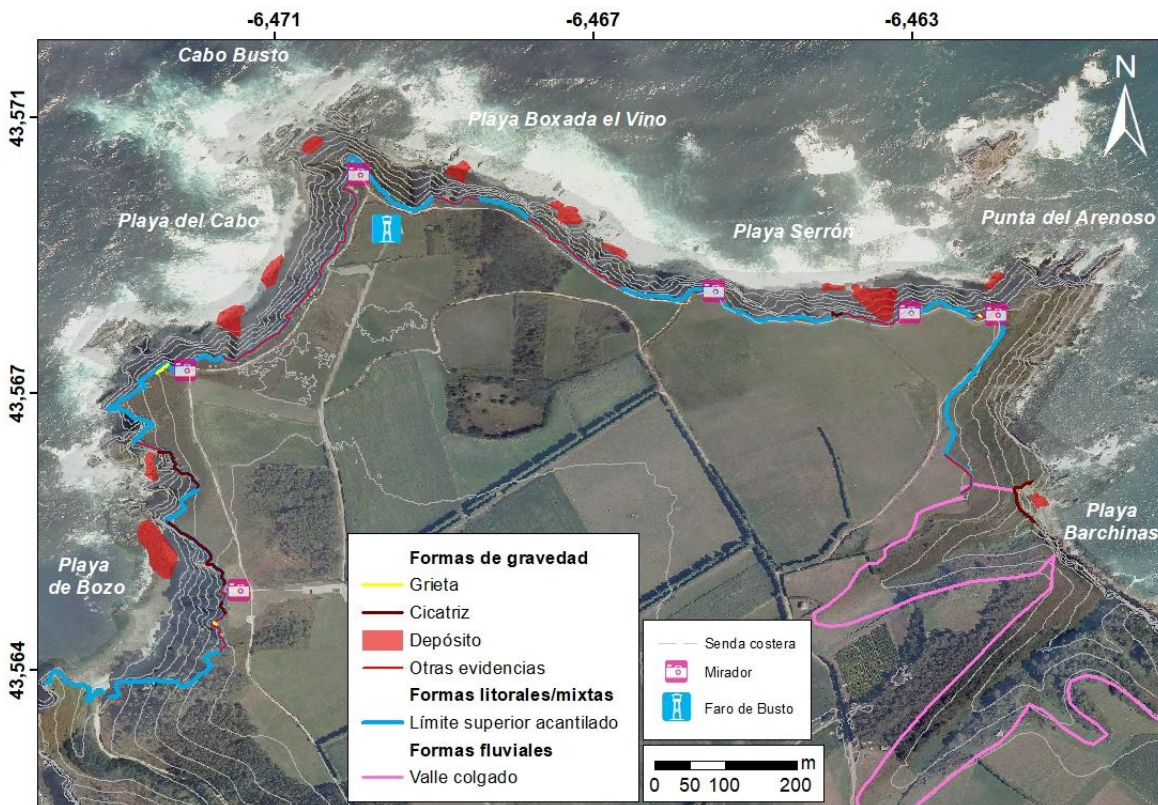 -6,471
-6,467
-6,463
Cabo Busto
N
43,571
Playa Boxada el Vino
Playa del Cabo
Playa Serrón
Punta del Arenoso
43,567
Playa
Barchinas
Playa
de Bozo
43,564
Formas de gravedad
Grieta
Cicatriz
Depósito
Otras evidencias
Formas litorales/mixtas
Límite superior acantilado
Formas fluviales
Valle colgado
Senda costera
Mirador
Faro de Busto
m
0 50 100 200